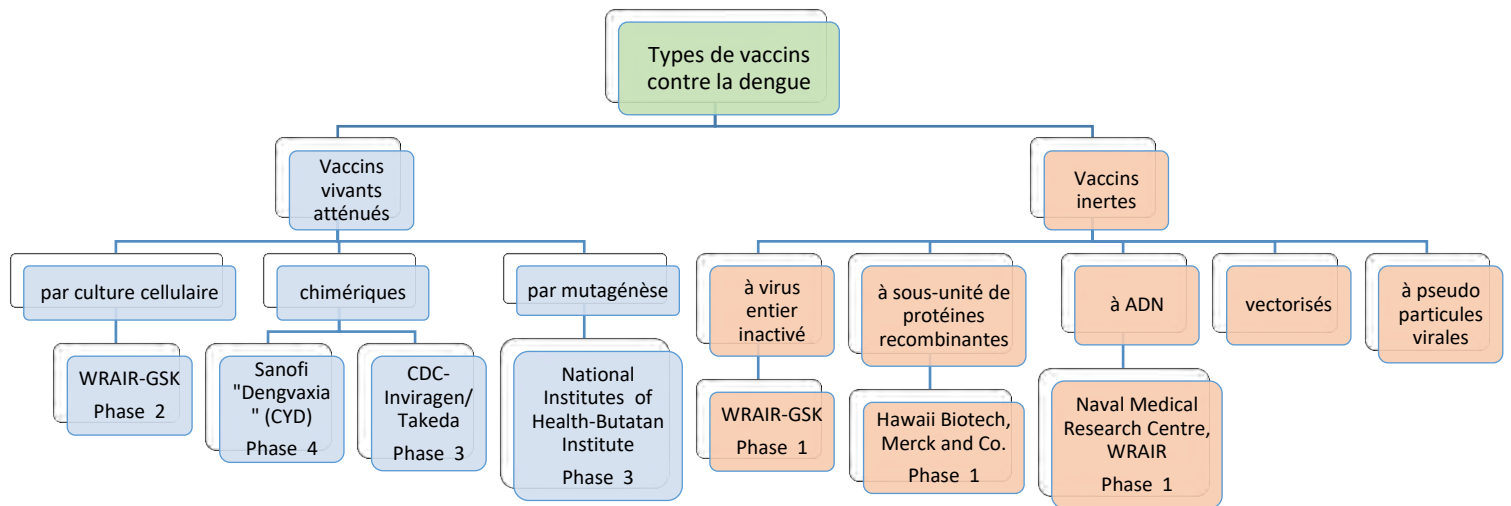 Types de vaccins
contre la dengue
Vaccins
vivants
atténués
Vaccins
inertes
par culture cellulaire
chimériques
par mutagénèse
à virus
entier
inactivé
à sous-unité de
protéines
recombinantes
à ADN
vectorisés
à pseudo
particules
virales
WRAIR-GSK
Phase 2
Sanofi
"Dengvaxia
" (CYD)
Phase 4
CDC-
Inviragen/
Takeda
Phase 3
National
Institutes of
Health-Butatan
Institute
Phase 3
WRAIR-GSK
Phase 1
Hawaii Biotech,
Merck and Co.
Phase 1
Naval Medical
Research Centre,
WRAIR
Phase 1